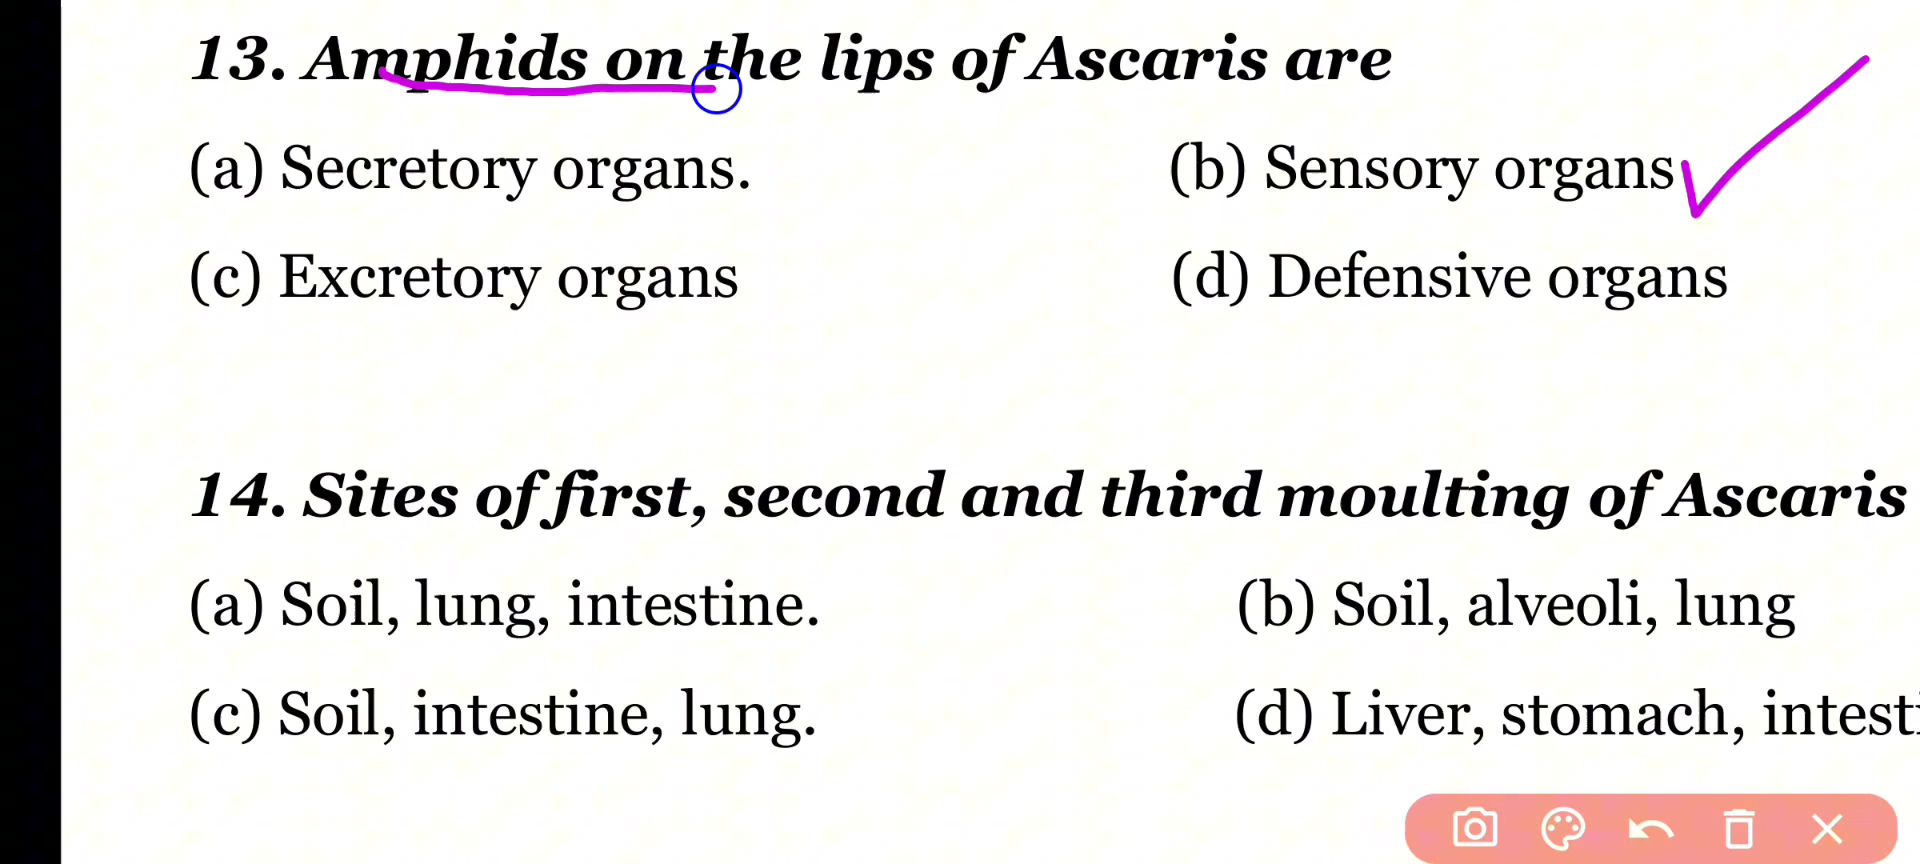 13. Amphids on the lips of Ascaris are
(a) Secretory organs. (b) Sensory organs
(c) Excretory organs (d) Defensive organs
14. Sites of first, second and third moulting of Ascaris
(a) Soil, lung, intestine. (b) Soil, alveoli, lung
(c) Soil, intestine, lung. (d) Liver, stomach,